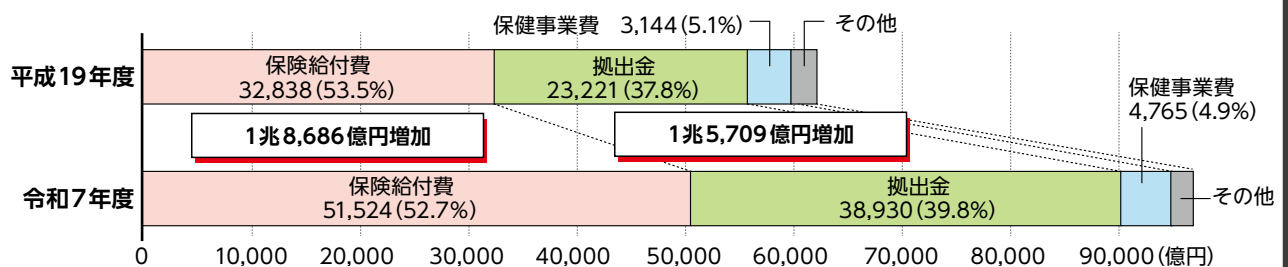 保健事業費 3,144(5.1%)
その他
平成19年度
保険給付費
32,838(53.5%)
拠出金
23,221(37.8%)
保健事業費
4,765(4.9%)
1兆8,686億円増加
1兆5,709億円増加
令和7年度
保険給付費
51,524(52.7%)
拠出金
38,930(39.8%)
その他
0 10,000 20,000 30,000 40,000 50,000 60,000 70,000 80,000 90,000(億円)